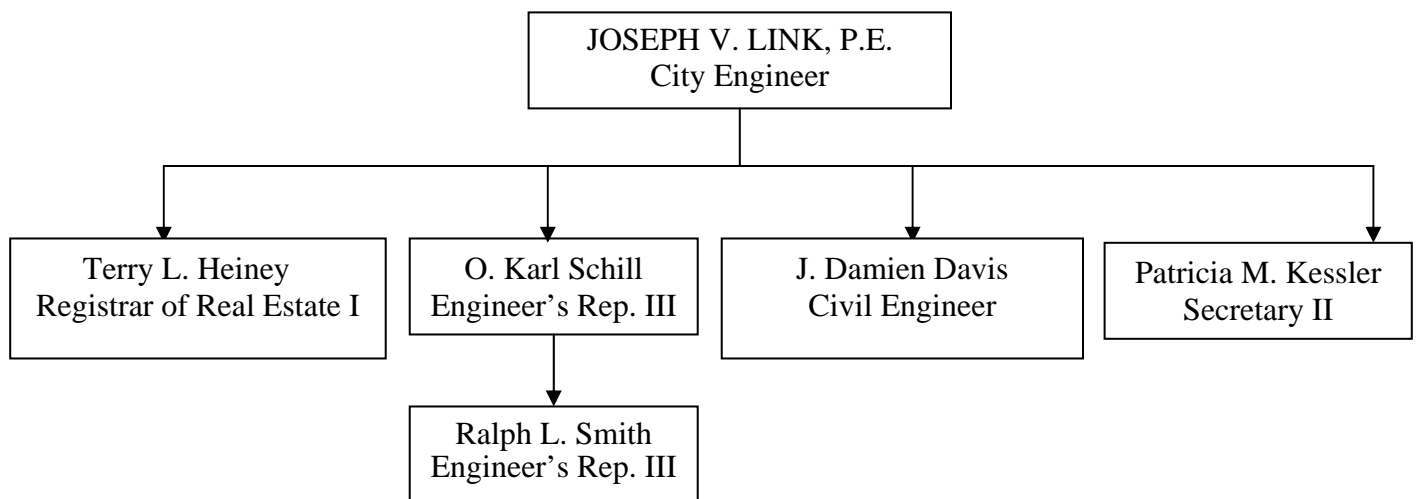 JOSEPH V. LINK, P.E.
City Engineer
Terry L. Heiney
Registrar of Real Estate I
O. Karl Schill
Engineer’s Rep. III
J. Damien Davis
Civil Engineer
Patricia M. Kessler
Secretary II
Ralph L. Smith
Engineer’s Rep. III